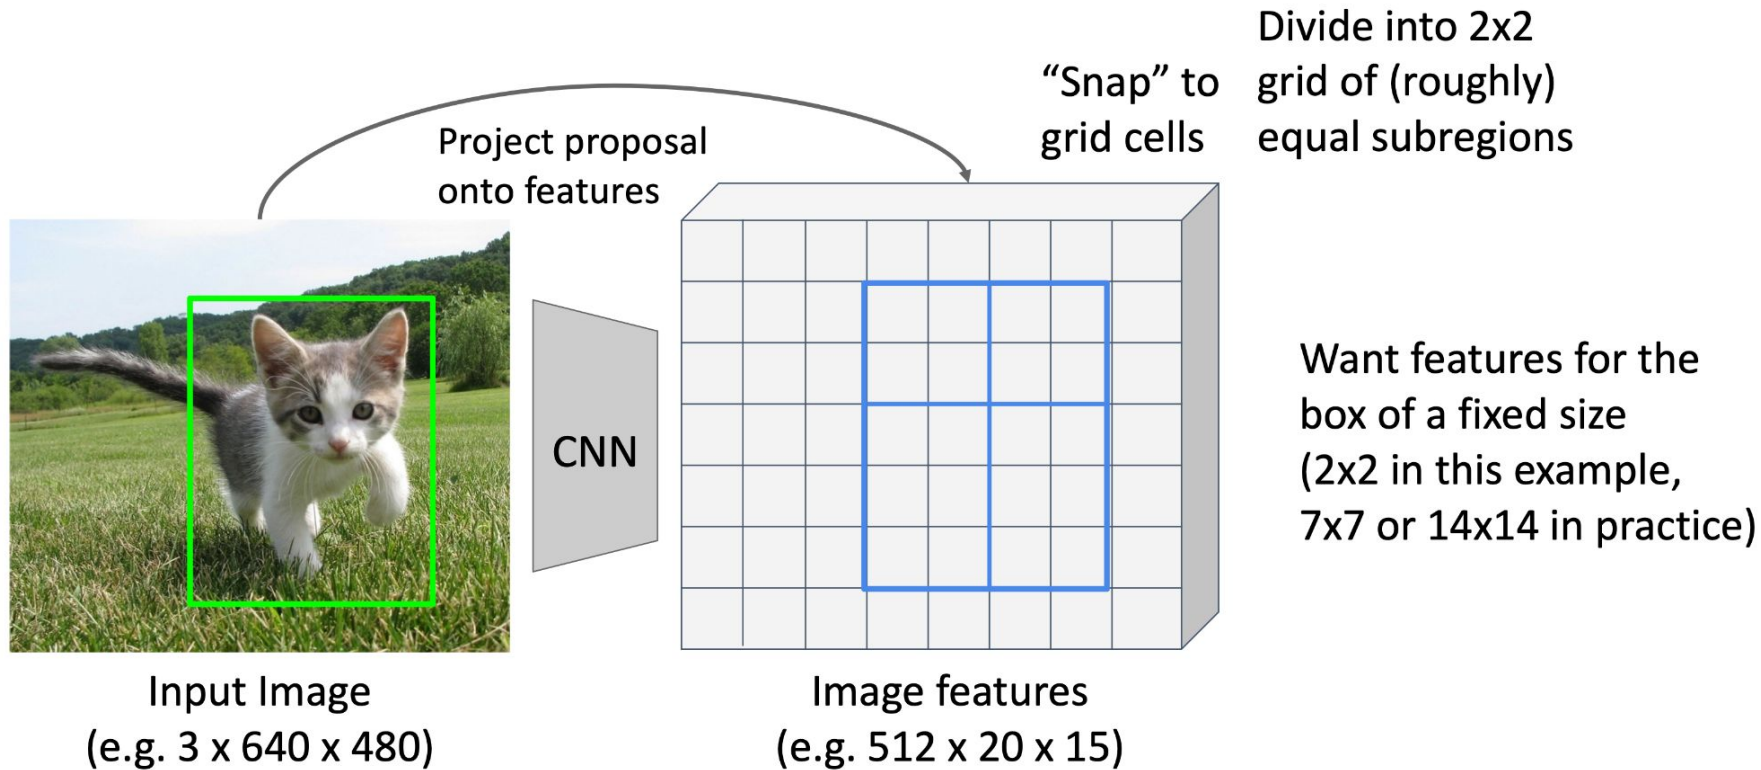 Divide into 2x2
"Snap" to grid of (roughly)
grid cells equal subregions
Project proposal
onto features
CNN
Want features for the
box of a fixed size
(2x2 in this example,
7x7 or 14x14 in practice)
Input Image
(e.g. 3 x 640 x 480)
Image features
(e.g. 512 x 20 x 15)